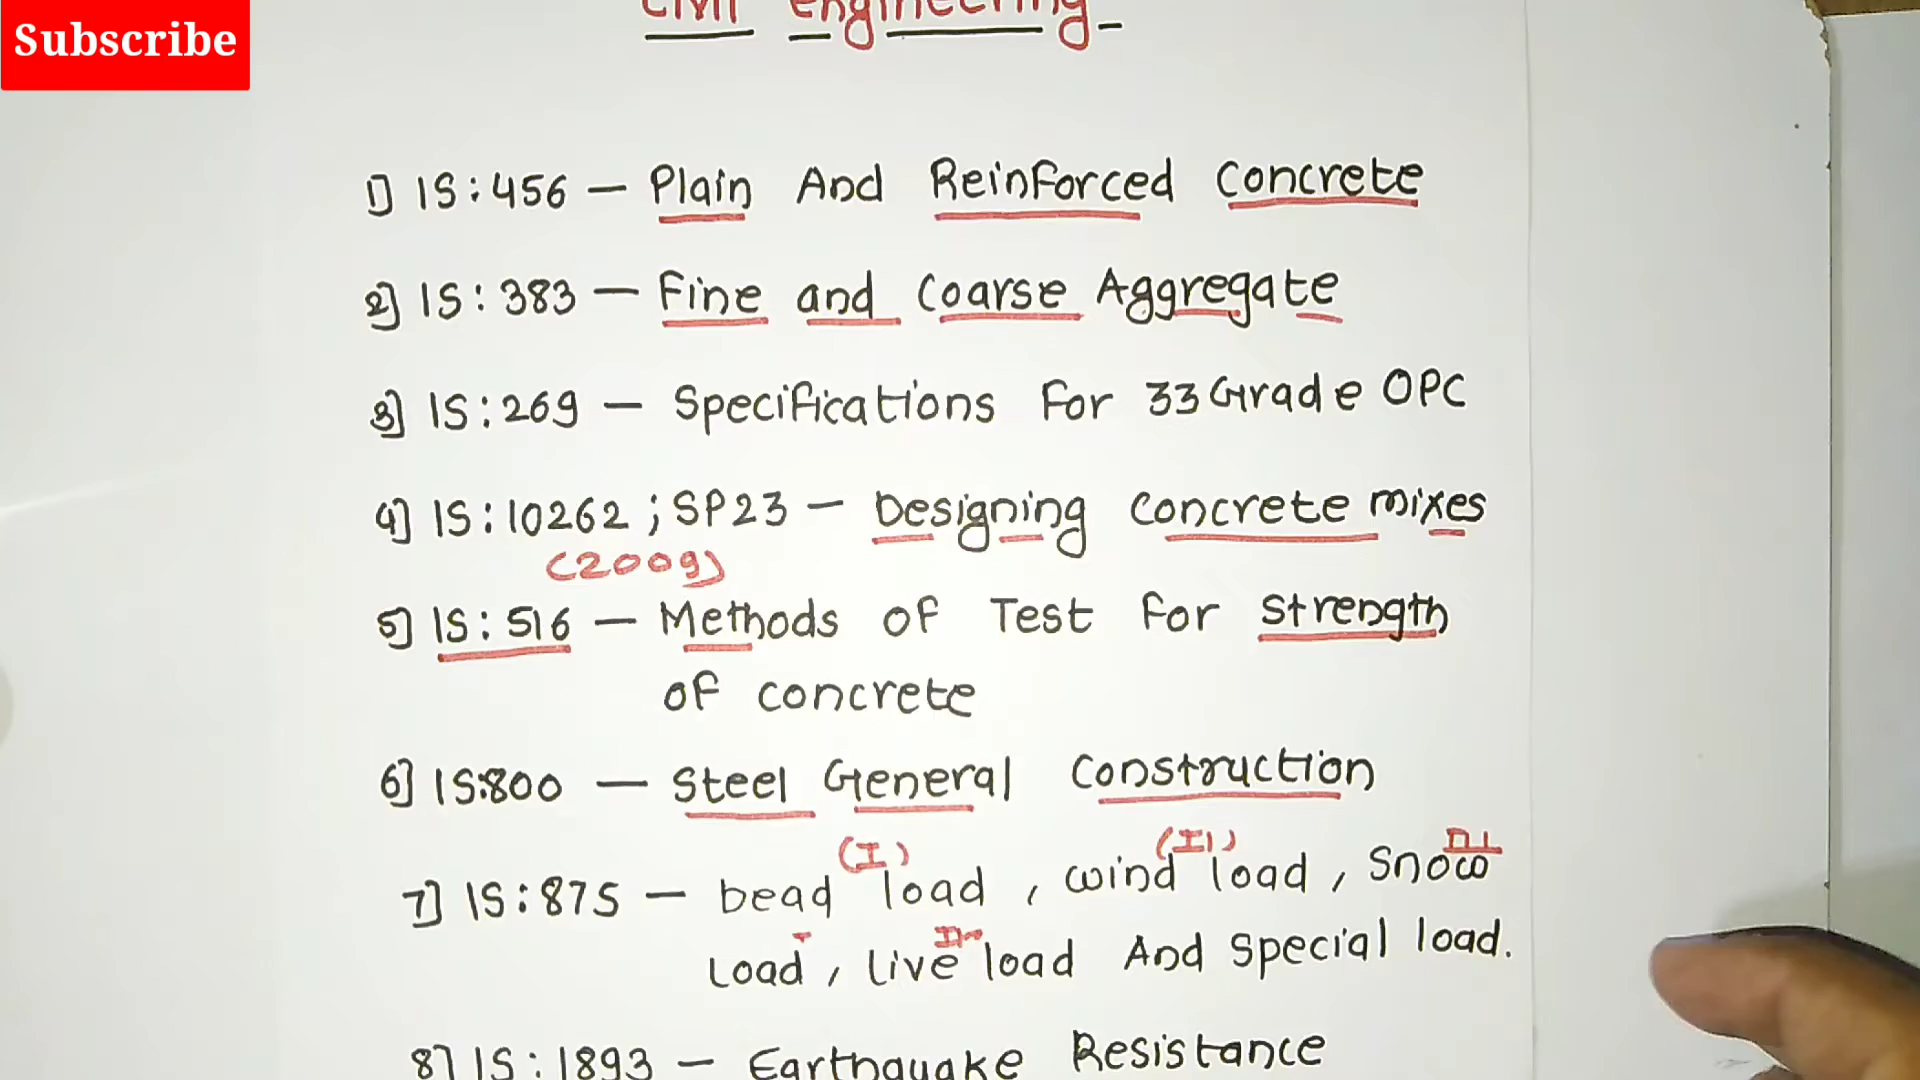 Subscribe
Civil Engineering
1) IS:456 — Plain And Reinforced Concrete
2) IS:383 — Fine and Coarse Aggregate
3) IS:269 — Specifications For 33 Grade OPC
4) IS:10262 ; SP23 — Designing Concrete mixes
(2009)
5) IS:516 — Methods of Test For Strength
of concrete
6) IS:800 — Steel General Construction
(I) (II)
7) IS:875 — Dead load , wind load , Snow
Load , Live load And Special load.
8) IS:1893 — Earthquake Resistance